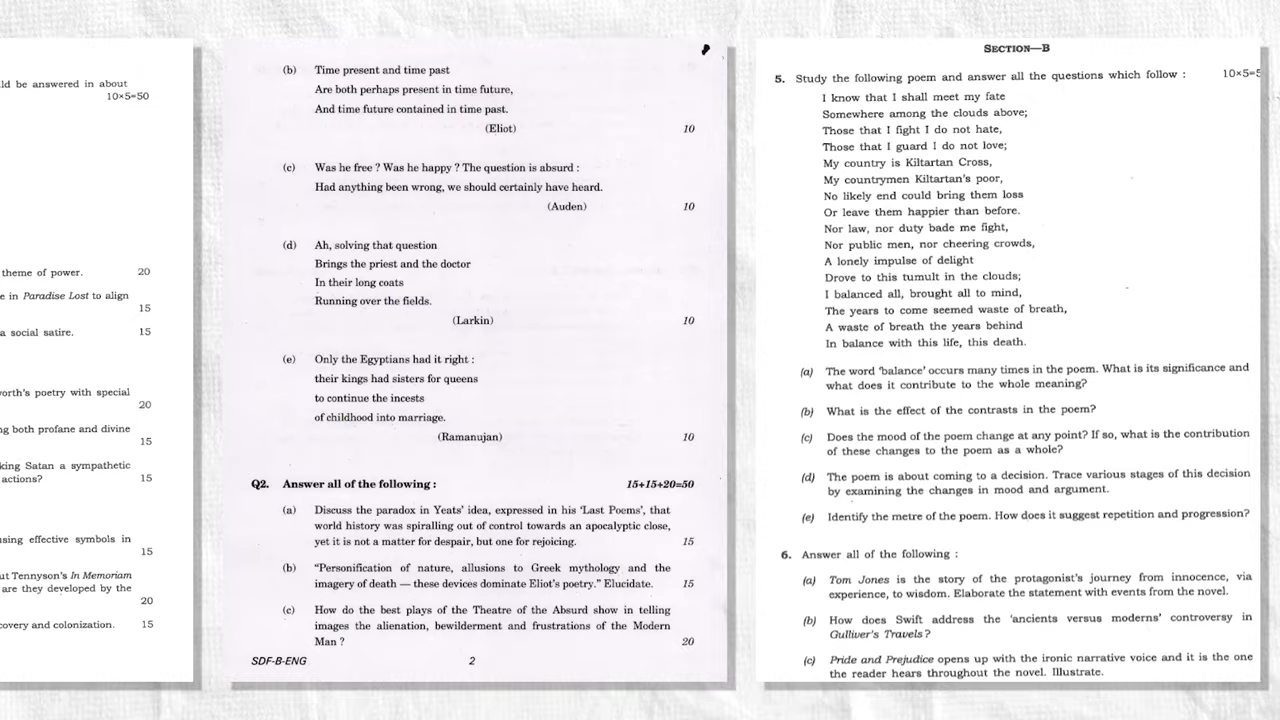 ld be answered in about
10×5=50
theme of power. 20
e in Paradise Lost to align
15
a social satire. 15
orth's poetry with special
20
ng both profane and divine
15
king Satan a sympathetic
actions? 15
using effective symbols in
15
ut Tennyson's In Memoriam
are they developed by the
20
covery and colonization. 15
(b) Time present and time past
Are both perhaps present in time future,
And time future contained in time past.
(Eliot) 10
(c) Was he free ? Was he happy ? The question is absurd :
Had anything been wrong, we should certainly have heard.
(Auden) 10
(d) Ah, solving that question
Brings the priest and the doctor
In their long coats
Running over the fields.
(Larkin) 10
(e) Only the Egyptians had it right :
their kings had sisters for queens
to continue the incests
of childhood into marriage.
(Ramanujan) 10
Q2. Answer all of the following : 15+15+20=50
(a) Discuss the paradox in Yeats' idea, expressed in his 'Last Poems', that
world history was spiralling out of control towards an apocalyptic close,
yet it is not a matter for despair, but one for rejoicing. 15
(b) "Personification of nature, allusions to Greek mythology and the
imagery of death — these devices dominate Eliot's poetry." Elucidate. 15
(c) How do the best plays of the Theatre of the Absurd show in telling
images the alienation, bewilderment and frustrations of the Modern
Man ? 20
SDF-B-ENG 2
SECTION—B
5. Study the following poem and answer all the questions which follow : 10×5=5
I know that I shall meet my fate
Somewhere among the clouds above;
Those that I fight I do not hate,
Those that I guard I do not love;
My country is Kiltartan Cross,
My countrymen Kiltartan's poor,
No likely end could bring them loss
Or leave them happier than before.
Nor law, nor duty bade me fight,
Nor public men, nor cheering crowds,
A lonely impulse of delight
Drove to this tumult in the clouds;
I balanced all, brought all to mind,
The years to come seemed waste of breath,
A waste of breath the years behind
In balance with this life, this death.
(a) The word 'balance' occurs many times in the poem. What is its significance and
what does it contribute to the whole meaning?
(b) What is the effect of the contrasts in the poem?
(c) Does the mood of the poem change at any point? If so, what is the contribution
of these changes to the poem as a whole?
(d) The poem is about coming to a decision. Trace various stages of this decision
by examining the changes in mood and argument.
(e) Identify the metre of the poem. How does it suggest repetition and progression?
6. Answer all of the following :
(a) Tom Jones is the story of the protagonist's journey from innocence, via
experience, to wisdom. Elaborate the statement with events from the novel.
(b) How does Swift address the 'ancients versus moderns' controversy in
Gulliver's Travels?
(c) Pride and Prejudice opens up with the ironic narrative voice and it is the one
the reader hears throughout the novel. Illustrate.